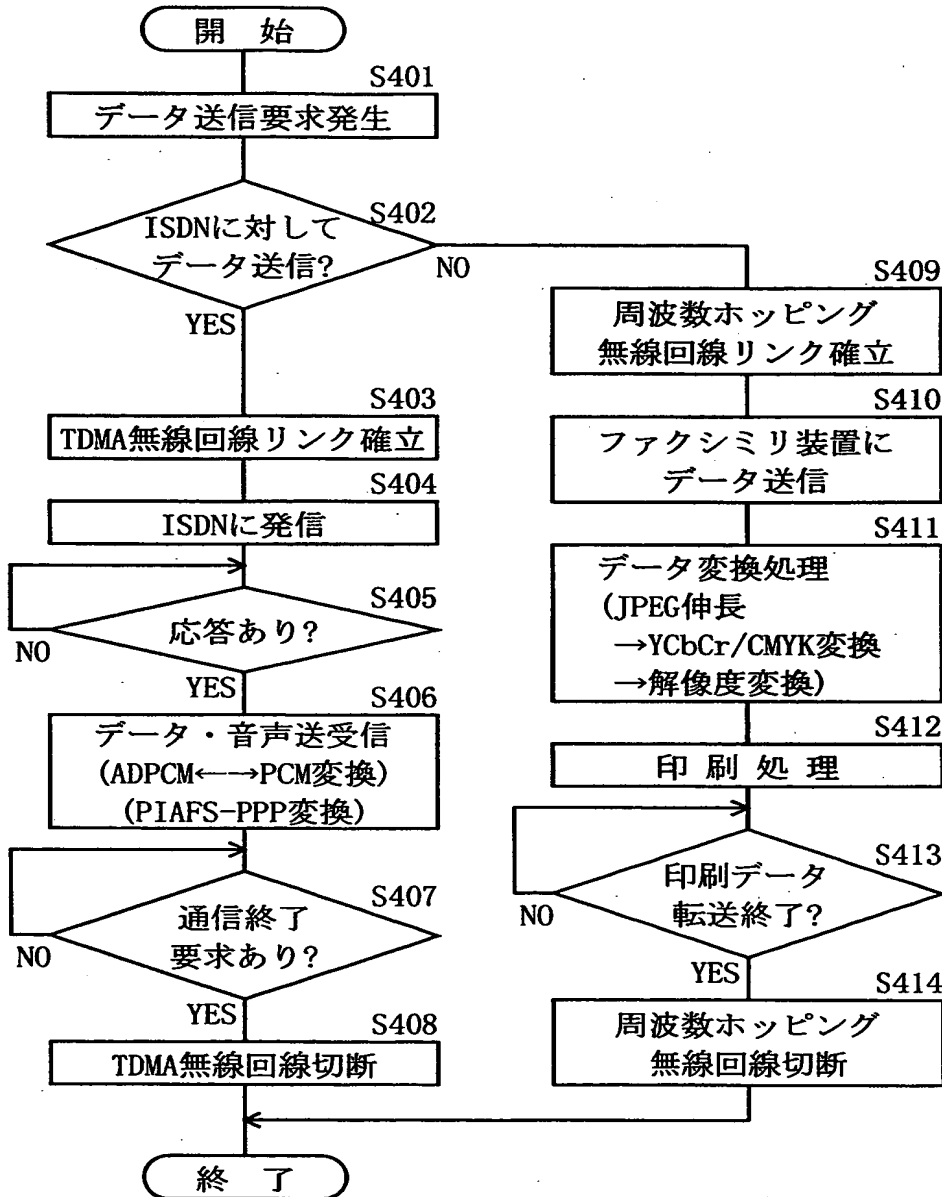 開 始
S401
データ送信要求発生
S402
ISDNに対して
データ送信?
NO
YES
S403
TDMA無線回線リンク確立
S404
ISDNに発信
S405
応答あり?
NO
YES
S406
データ・音声送受信
(ADPCM←→PCM変換)
(PIAFS-PPP変換)
S407
通信終了
要求あり?
NO
YES
S408
TDMA無線回線切断
S409
周波数ホッピング
無線回線リンク確立
S410
ファクシミリ装置に
データ送信
S411
データ変換処理
(JPEG伸長
→YCbCr/CMYK変換
→解像度変換)
S412
印刷処理
S413
印刷データ
転送終了?
NO
YES
S414
周波数ホッピング
無線回線切断
終 了